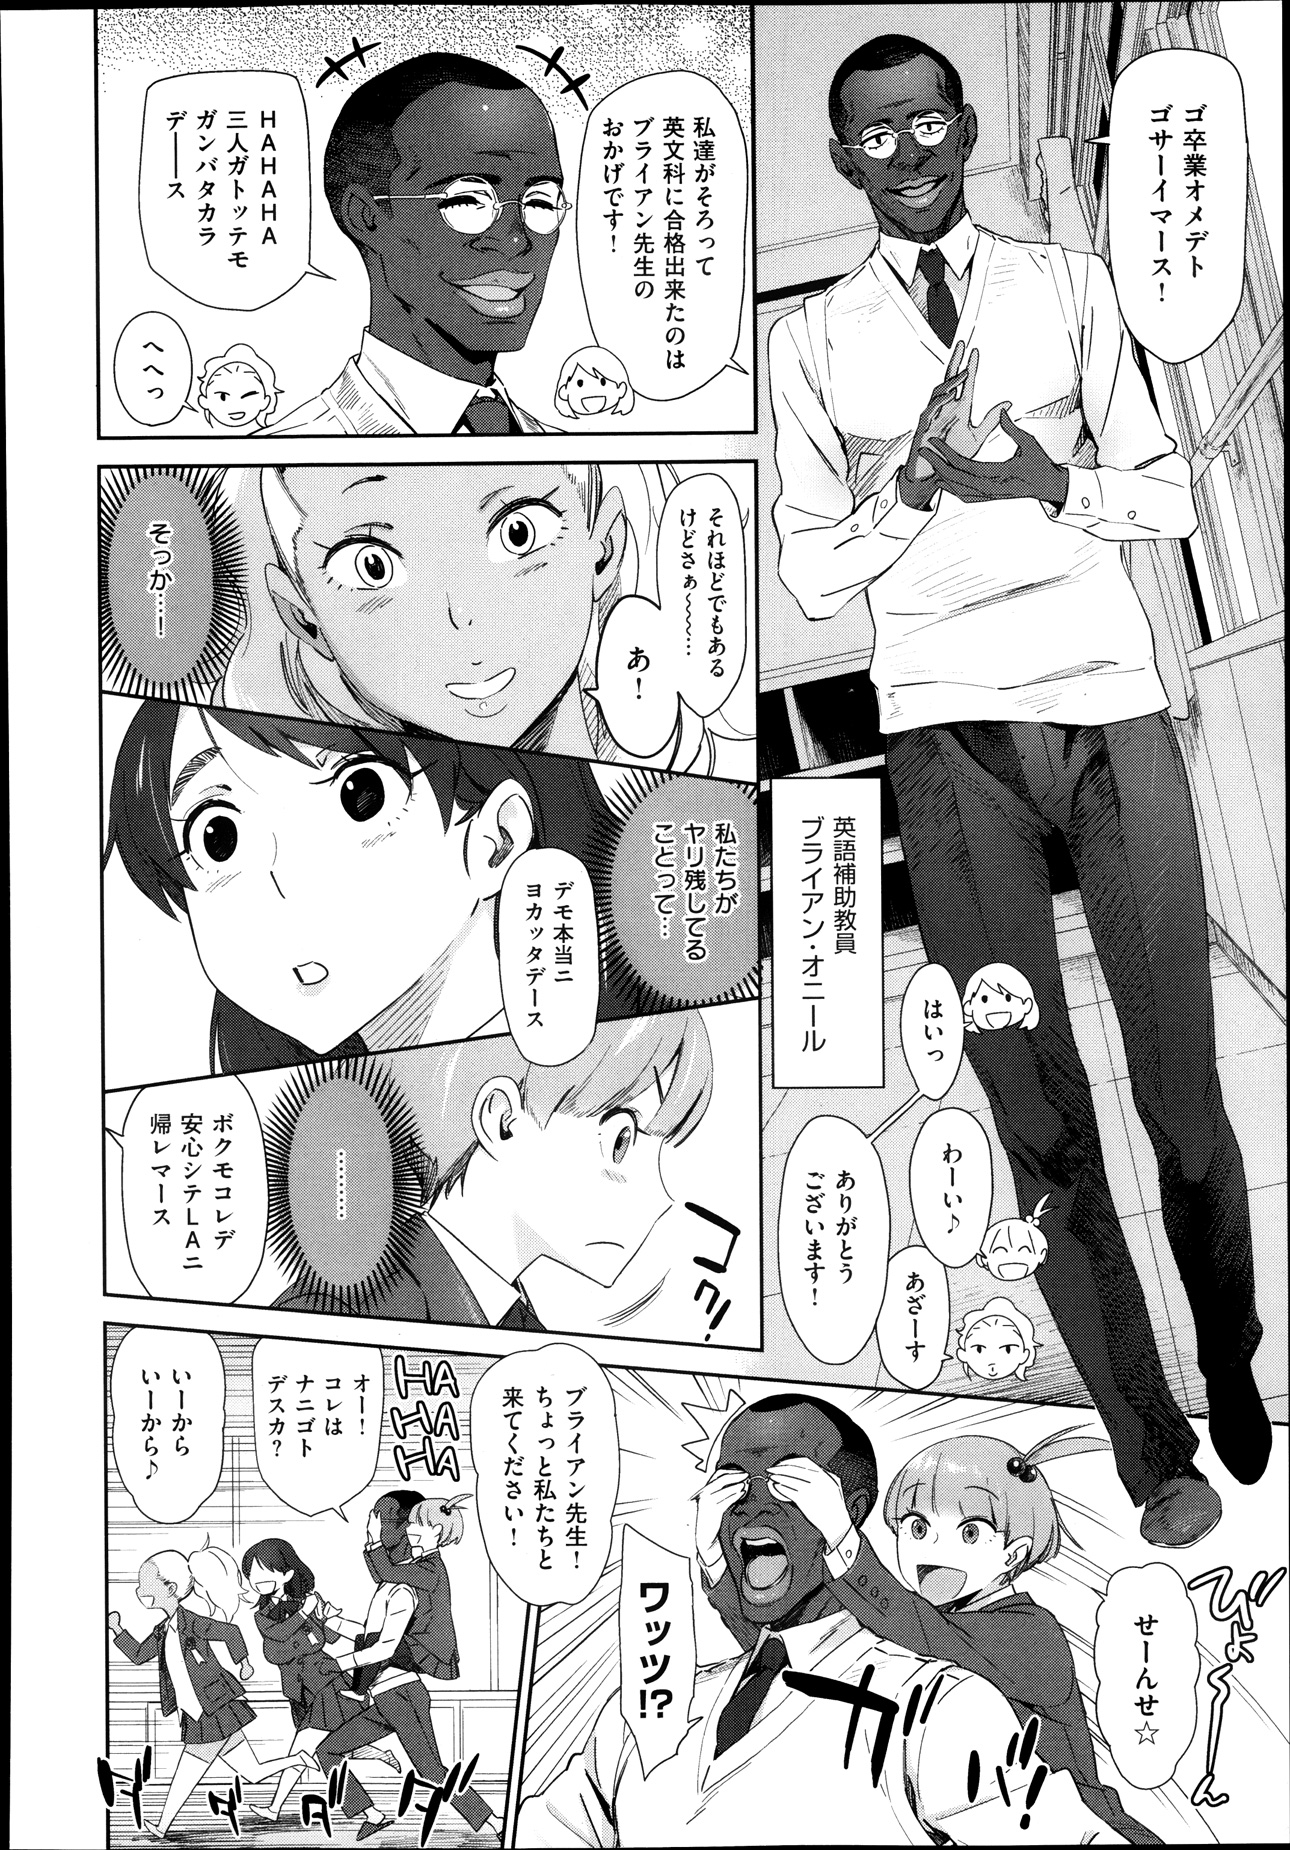 ゴ卒業オメデト
ゴサーイマース！
英語補助教員
ブライアン・オニール
はいっ
わーい♪
あざーす
ありがとう
ございます！
私達がそろって
英文科に合格出来たのは
ブライアン先生の
おかげです！
HAHAHA
三人ガトッテモ
ガンバタカラ
デース
へへっ
それほどでもある
けどさぁ～～～…
あ！
そっか…！
私たちが
ヤリ残してる
ことって…
デモ本当ニ
ヨカッタデース
…………
ボクモコレデ
安心シテLAニ
帰レマース
コクッ！
せーんせ☆
ぴょ～～ん
ワッツ!?
ガバッ!!
ブライアン先生！
ちょっと私たちと
来てください！
HA
HA
HA
オー！
コレは
ナニゴト
デスカ？
いーから
いーから♪
ダダダダ